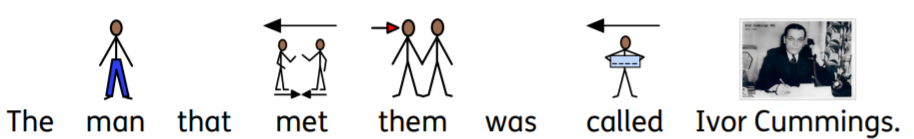 The man that met them was called Ivor Cummings.